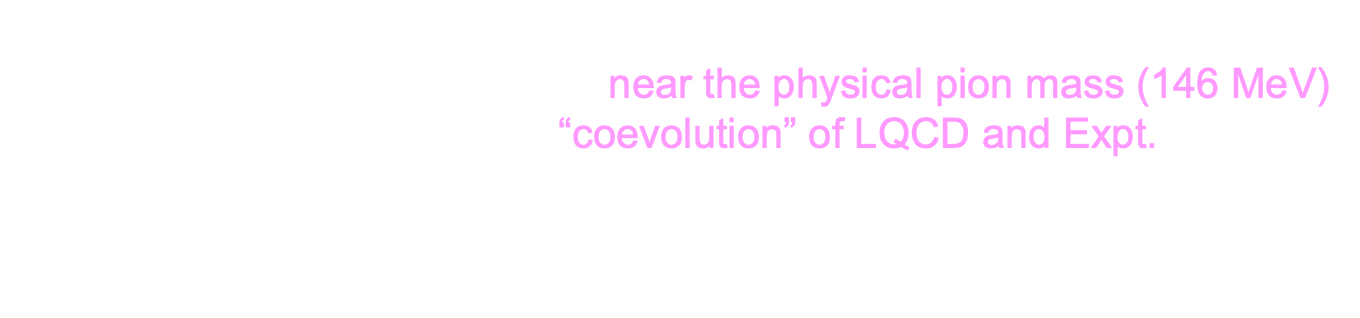 near the physical pion mass (146 MeV)
“coevolution” of LQCD and Expt.